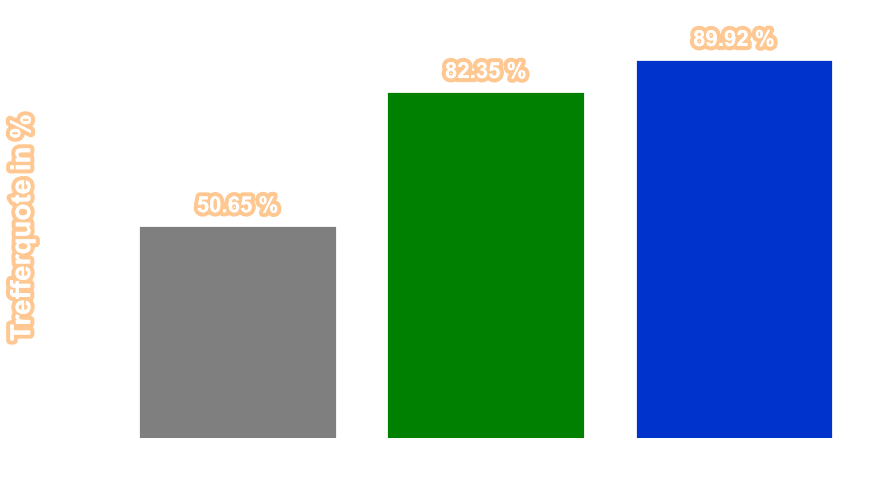 89.92 %
82.35 %
50.65 %
Trefferquote in %